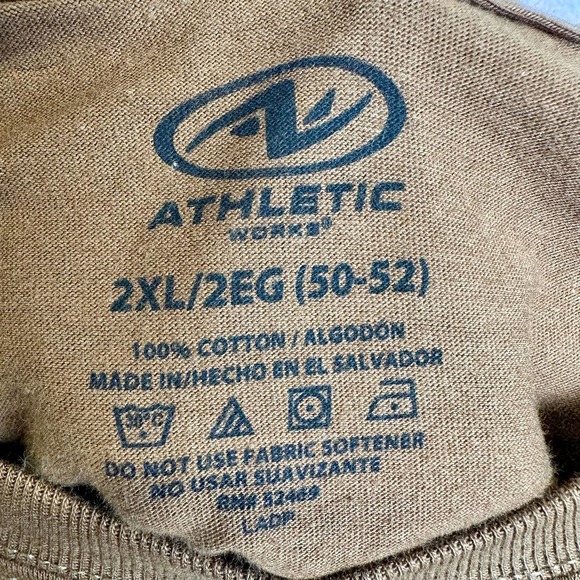 ATHLETIC
WORKS®
2XL/2EG (50-52)
100% COTTON / ALGODÓN
MADE IN/HECHO EN EL SALVADOR
30°C
DO NOT USE FABRIC SOFTENER
NO USAR SUAVIZANTE
RN# 52469
LADP